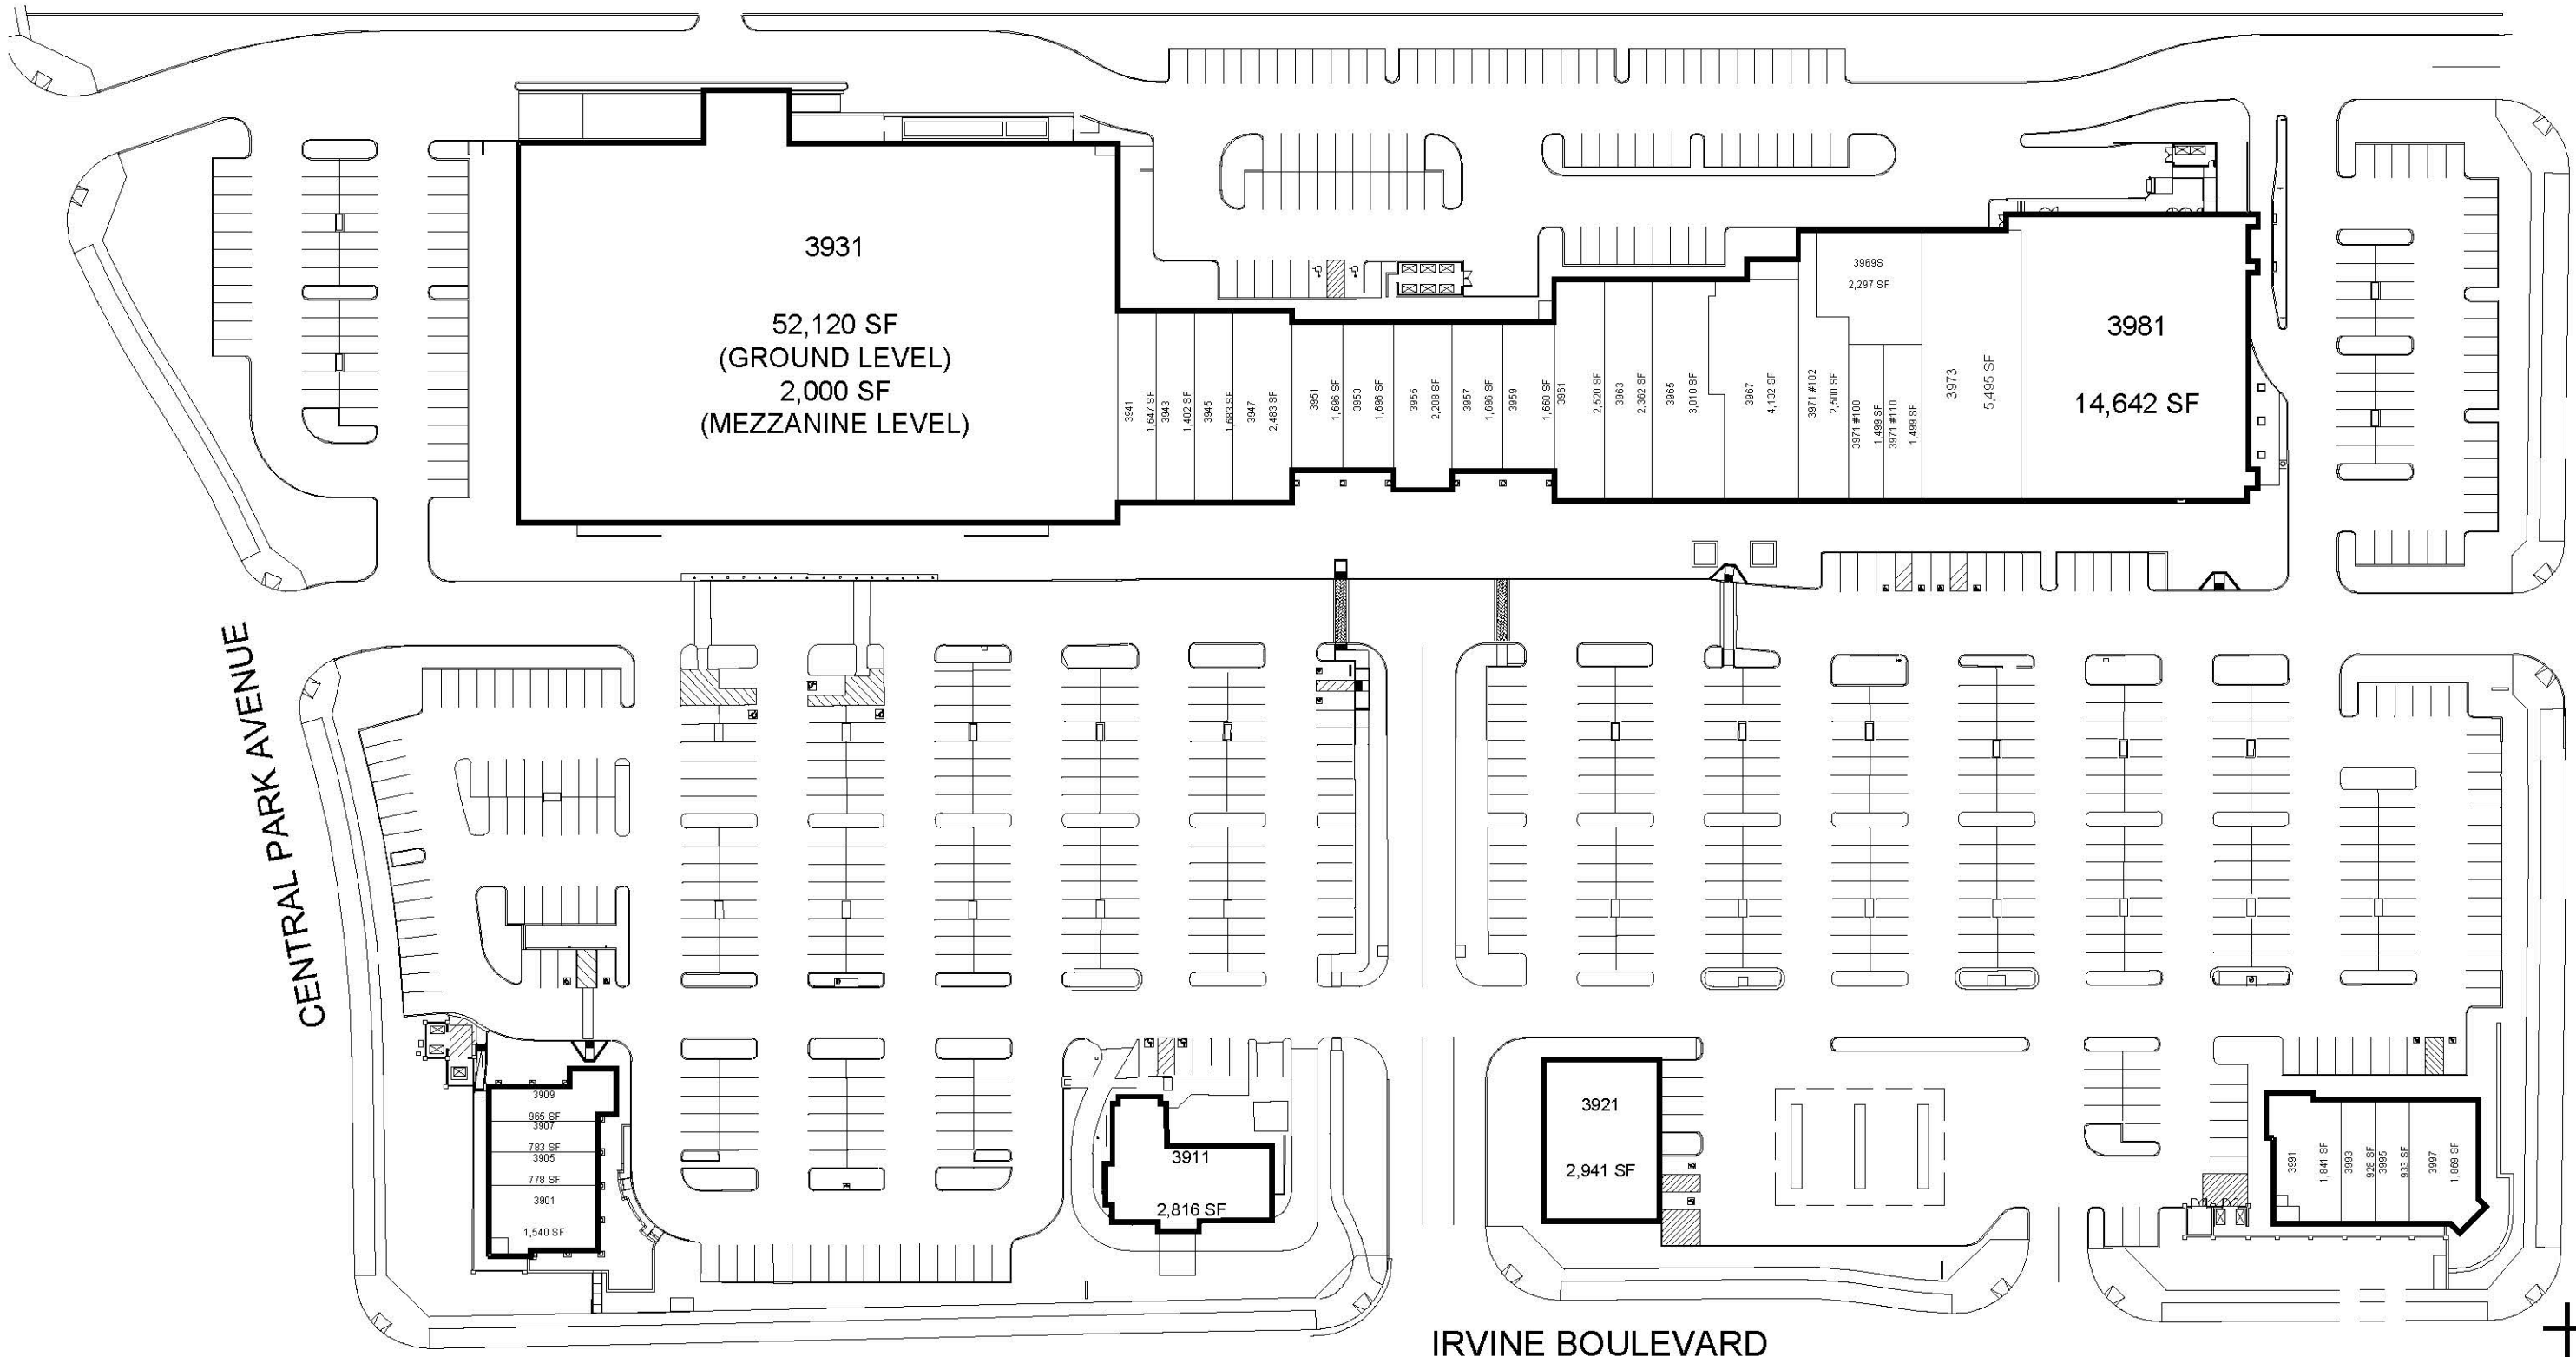 3931
52,120 SF
(GROUND LEVEL)
2,000 SF
(MEZZANINE LEVEL)
3941
1,647 SF
3943
1,402 SF
3945
1,683 SF
3947
2,483 SF
3951
1,696 SF
3953
1,696 SF
3955
2,208 SF
3957
1,696 SF
3959
1,660 SF
3961
2,520 SF
3963
2,362 SF
3965
3,010 SF
3967
4,132 SF
3971 #102
2,500 SF
3969S
2,297 SF
3971 #100
1,499 SF
3971 #110
1,499 SF
3973
5,495 SF
3981
14,642 SF
CENTRAL PARK AVENUE
3909
965 SF
3907
783 SF
3905
778 SF
3901
1,540 SF
3911
2,816 SF
3921
2,941 SF
3991
1,841 SF
3993
928 SF
3995
933 SF
3997
1,869 SF
IRVINE BOULEVARD